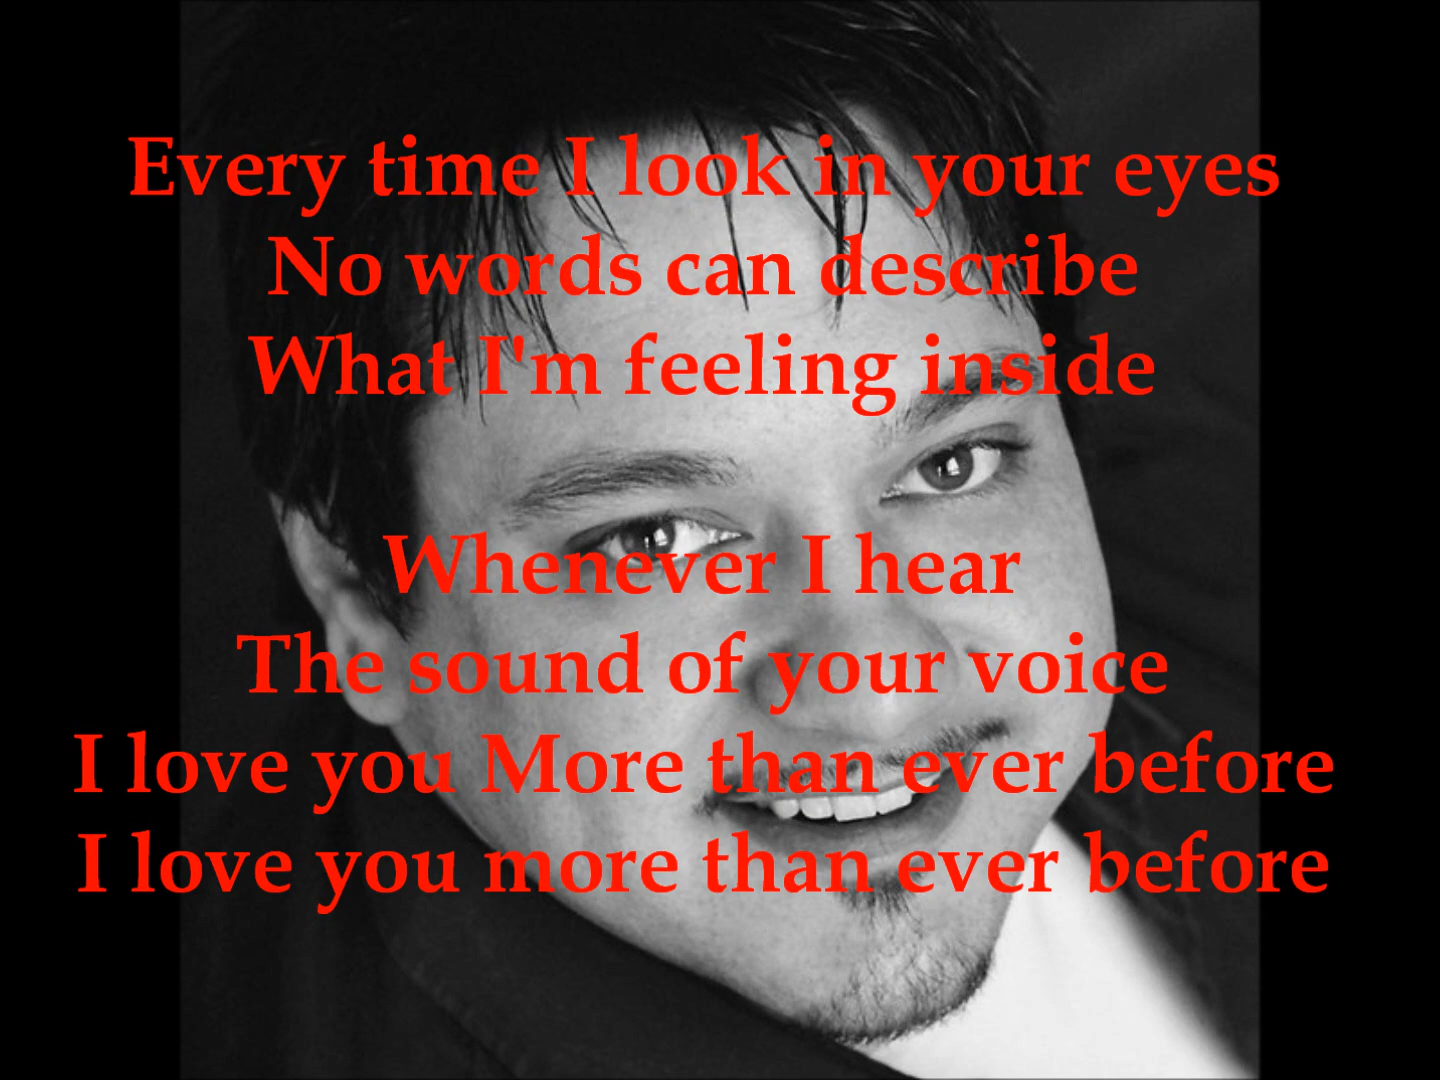 Every time I look in your eyes
No words can describe
What I'm feeling inside
Whenever I hear
The sound of your voice
I love you More than ever before
I love you more than ever before